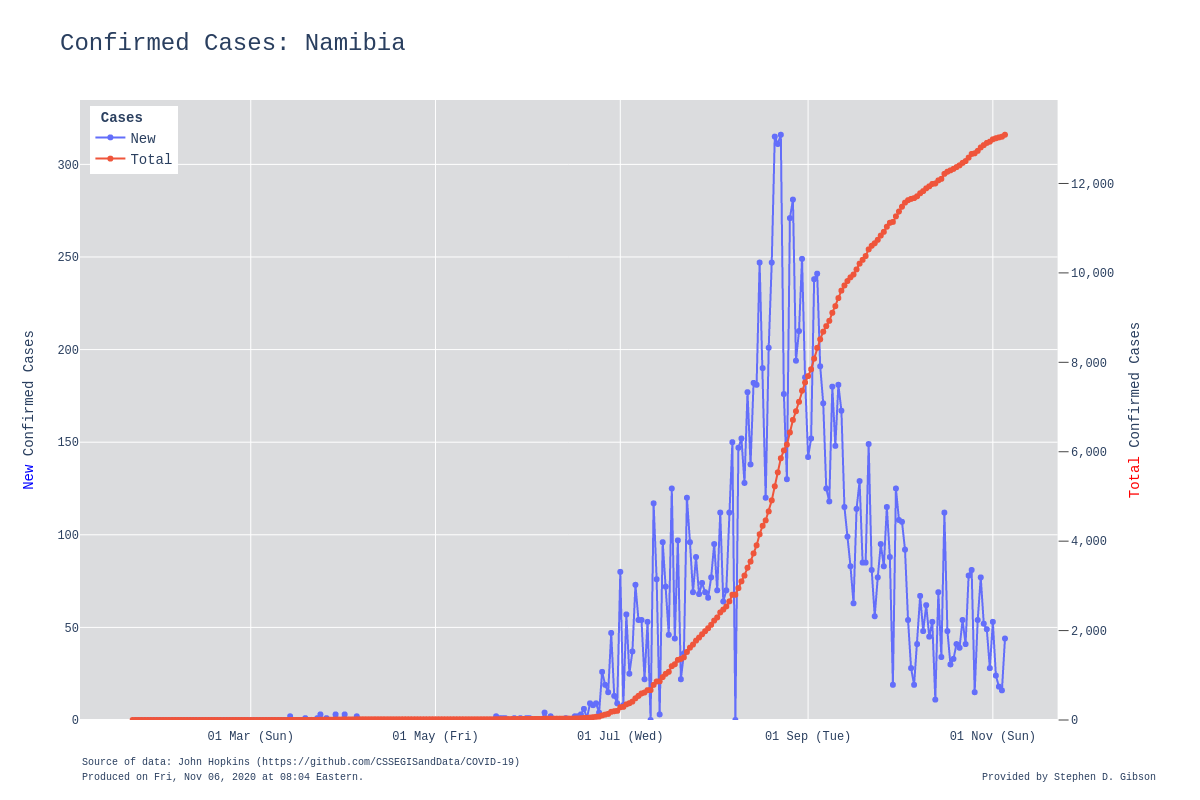 Confirmed Cases: Namibia
Cases
New
Total
300
250
200
150
100
50
0
12,000
10,000
8,000
6,000
4,000
2,000
0
New Confirmed Cases
Total Confirmed Cases
01 Mar (Sun)
01 May (Fri)
01 Jul (Wed)
01 Sep (Tue)
01 Nov (Sun)
Source of data: John Hopkins (https://github.com/CSSEGISandData/COVID-19)
Produced on Fri, Nov 06, 2020 at 08:04 Eastern.
Provided by Stephen D. Gibson